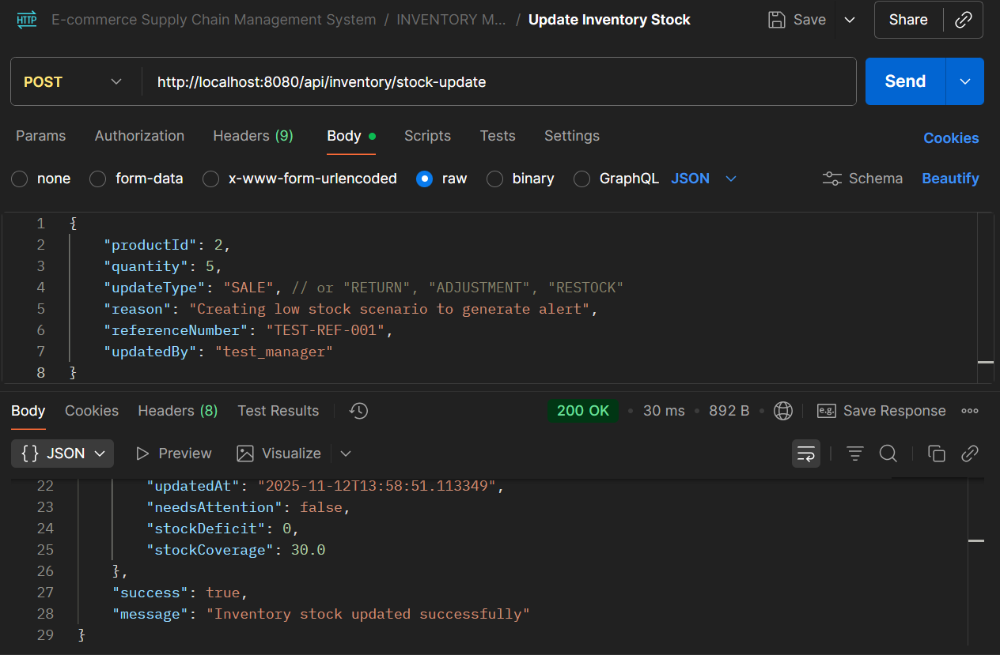 HTTP E-commerce Supply Chain Management System / INVENTORY M... / Update Inventory Stock Save Share
POST http://localhost:8080/api/inventory/stock-update Send
Params Authorization Headers (9) Body Scripts Tests Settings Cookies
none form-data x-www-form-urlencoded raw binary GraphQL JSON Schema Beautify
1 {
2 "productId": 2,
3 "quantity": 5,
4 "updateType": "SALE", // or "RETURN", "ADJUSTMENT", "RESTOCK"
5 "reason": "Creating low stock scenario to generate alert",
6 "referenceNumber": "TEST-REF-001",
7 "updatedBy": "test_manager"
8 }
Body Cookies Headers (8) Test Results 200 OK • 30 ms • 892 B • e.g. Save Response
{} JSON Preview Visualize
22 "updatedAt": "2025-11-12T13:58:51.113349",
23 "needsAttention": false,
24 "stockDeficit": 0,
25 "stockCoverage": 30.0
26 },
27 "success": true,
28 "message": "Inventory stock updated successfully"
29 }